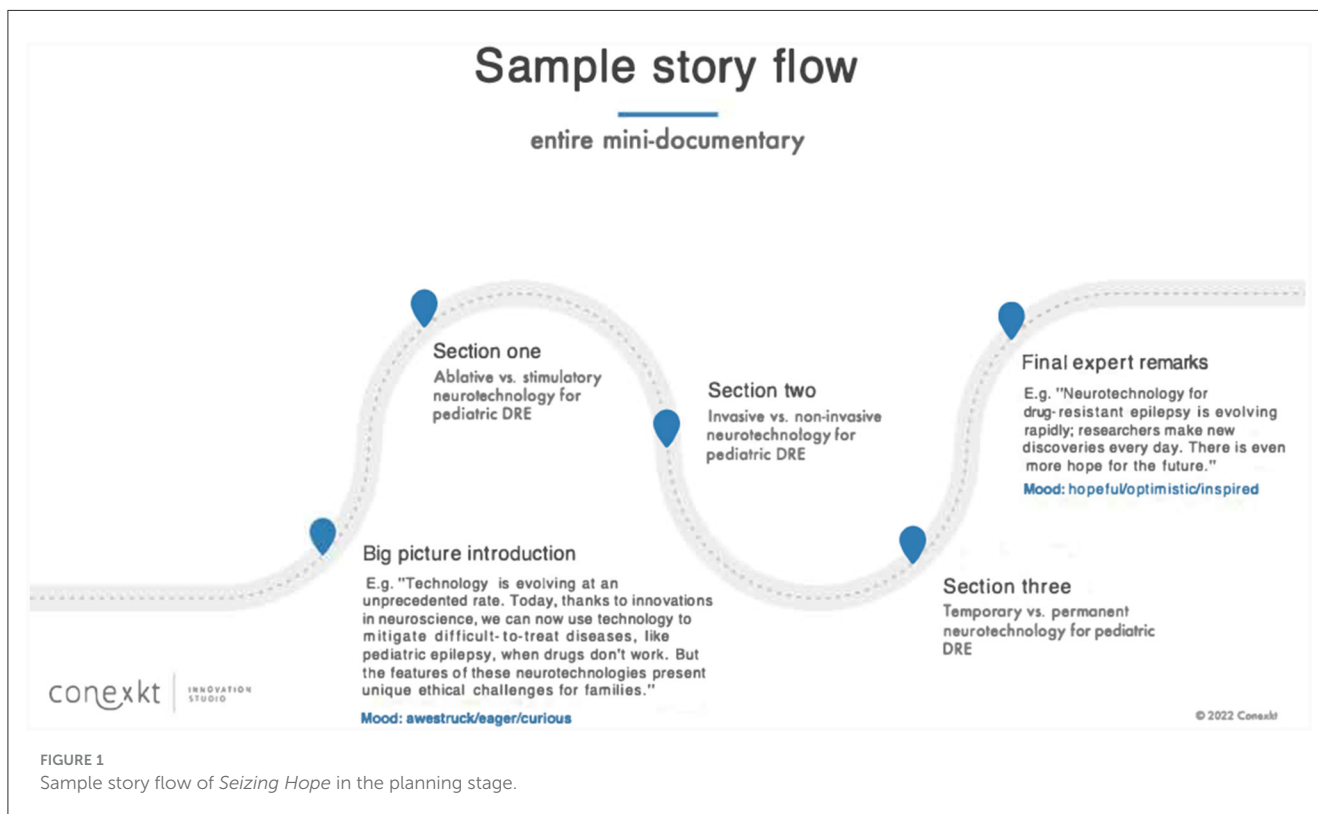 Sample story flow
entire mini-documentary
Section one
Ablative vs. stimulatory
neurotechnology for
pediatric DRE
Section two
Invasive vs. non-invasive
neurotechnology for
pediatric DRE
Final expert remarks
E.g. "Neurotechnology for
drug-resistant epilepsy is evolving
rapidly; researchers make new
discoveries every day. There is even
more hope for the future."
Mood: hopeful/optimistic/inspired
Big picture introduction
E.g. "Technology is evolving at an
unprecedented rate. Today, thanks to innovations
in neuroscience, we can now use technology to
mitigate difficult-to-treat diseases, like
pediatric epilepsy, when drugs don't work. But
the features of these neurotechnologies present
unique ethical challenges for families."
Mood: awestruck/eager/curious
Section three
Temporary vs. permanent
neurotechnology for pediatric
DRE
conexkt
INNOVATION
STUDIO
© 2022 Conexkt
FIGURE 1
Sample story flow of Seizing Hope in the planning stage.